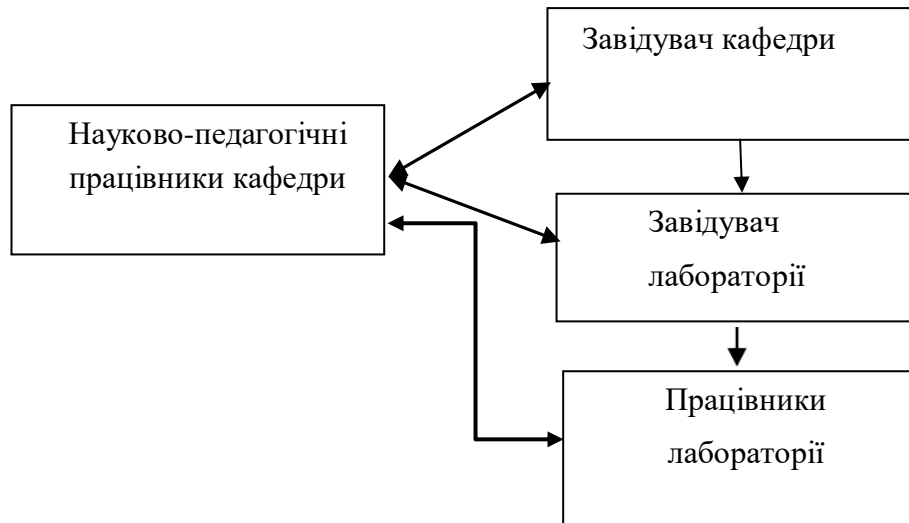 Завідувач кафедри
Науково-педагогічні
працівники кафедри
Завідувач
лабораторії
Працівники
лабораторії